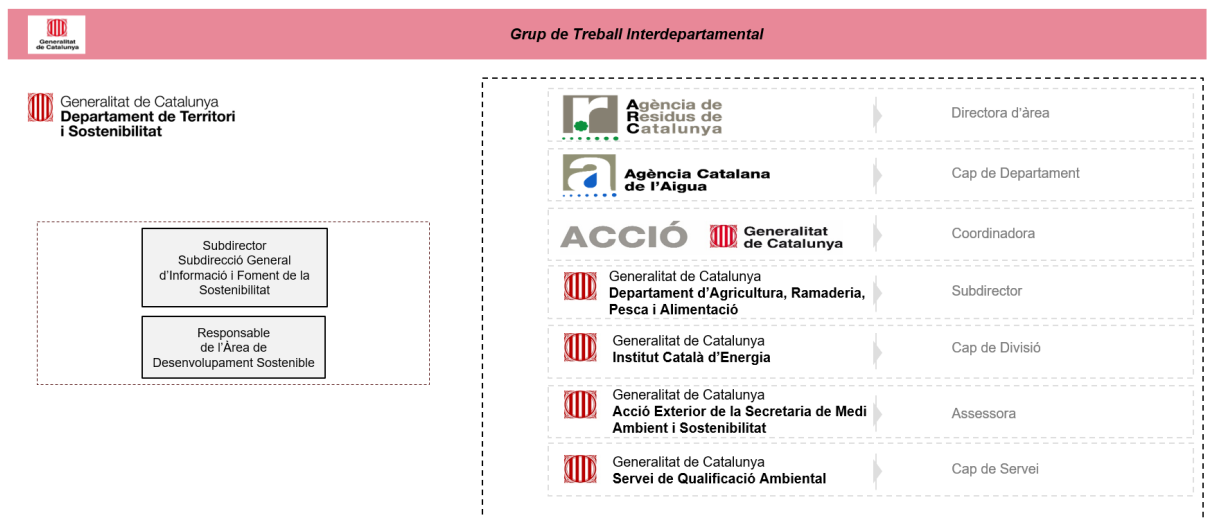 Generalitat
de Catalunya
Grup de Treball Interdepartamental
Generalitat de Catalunya
Departament de Territori
i Sostenibilitat
Subdirector
Subdirecció General
d'Informació i Foment de la
Sostenibilitat
Responsable
de l'Àrea de
Desenvolupament Sostenible
r
Agència de
Residus de
Catalunya
Directora d'àrea
a
Agència Catalana
de l'Aigua
Cap de Departament
ACCIÓ
Generalitat
de Catalunya
Coordinadora
Generalitat de Catalunya
Departament d'Agricultura, Ramaderia,
Pesca i Alimentació
Subdirector
Generalitat de Catalunya
Institut Català d'Energia
Cap de Divisió
Generalitat de Catalunya
Acció Exterior de la Secretaria de Medi
Ambient i Sostenibilitat
Assessora
Generalitat de Catalunya
Servei de Qualificació Ambiental
Cap de Servei